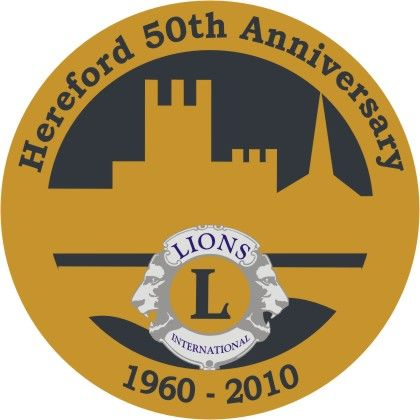 Hereford 50th Anniversary
LIONS
L
INTERNATIONAL
1960 - 2010